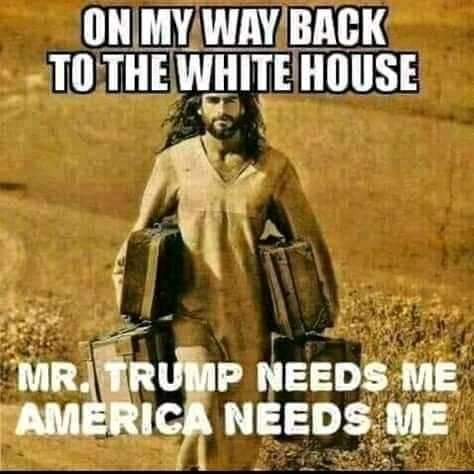 ON MY WAY BACK
TO THE WHITE HOUSE
MR. TRUMP NEEDS ME
AMERICA NEEDS ME